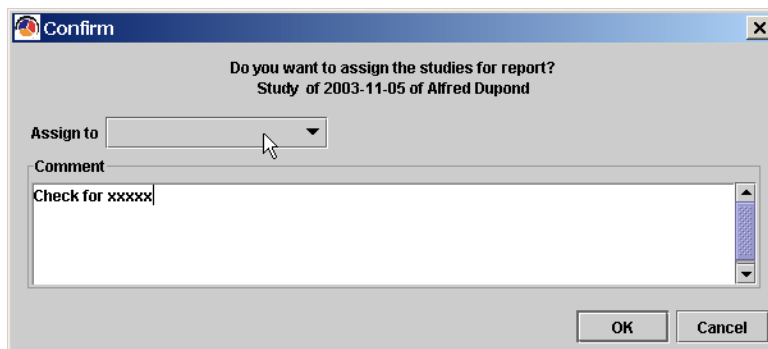 Confirm
Do you want to assign the studies for report?
Study of 2003-11-05 of Alfred Dupond
Assign to
Comment
Check for xxxxx
OK Cancel